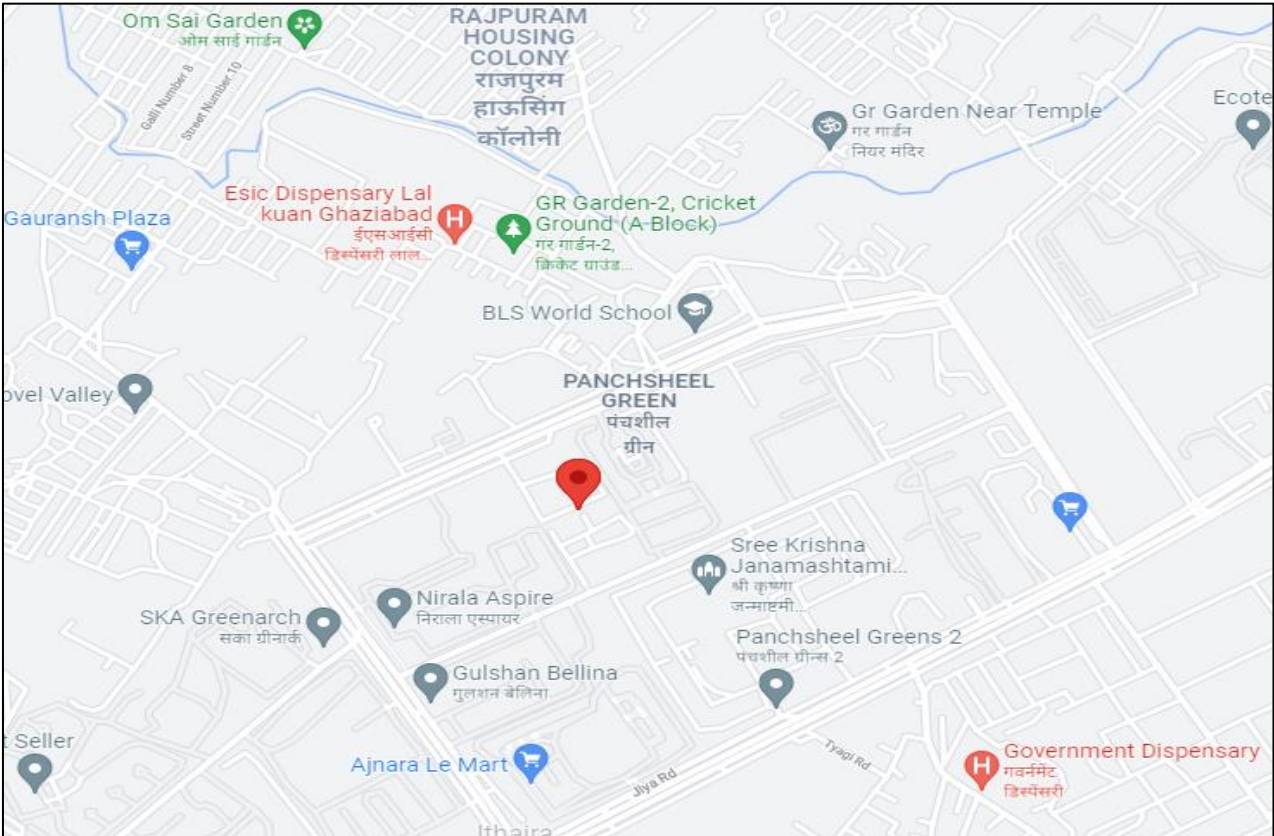 Om Sai Garden
ओम साई गार्डन
RAJPURAM
HOUSING
COLONY
राजपुरम
हाऊसिंग
कॉलोनी
Galli Number 8
Street Number 10
Gr Garden Near Temple
गर गार्डन
नियर मंदिर
Ecote
Esic Dispensary Lal
kuan Ghaziabad
ईएसआईसी
डिस्पेंसरी लाल...
GR Garden-2, Cricket
Ground (A Block)
गर गार्डन-2,
क्रिकेट ग्राउंड...
Gauransh Plaza
BLS World School
PANCHSHEEL
GREEN
पंचशील
ग्रीन
ovel Valley
Sree Krishna
Janamashtami...
श्री कृष्णा
जन्माष्टमी...
Nirala Aspire
निराला एस्पायर
SKA Greenarch
सका ग्रीनार्क
Panchsheel Greens 2
पंचशील ग्रीन्स 2
Gulshan Bellina
गुलशन बेलिना
t Seller
Ajnara Le Mart
Jiya Rd
Tyagi Rd
Government Dispensary
गवर्नमेंट
डिस्पेंसरी
Ithaira